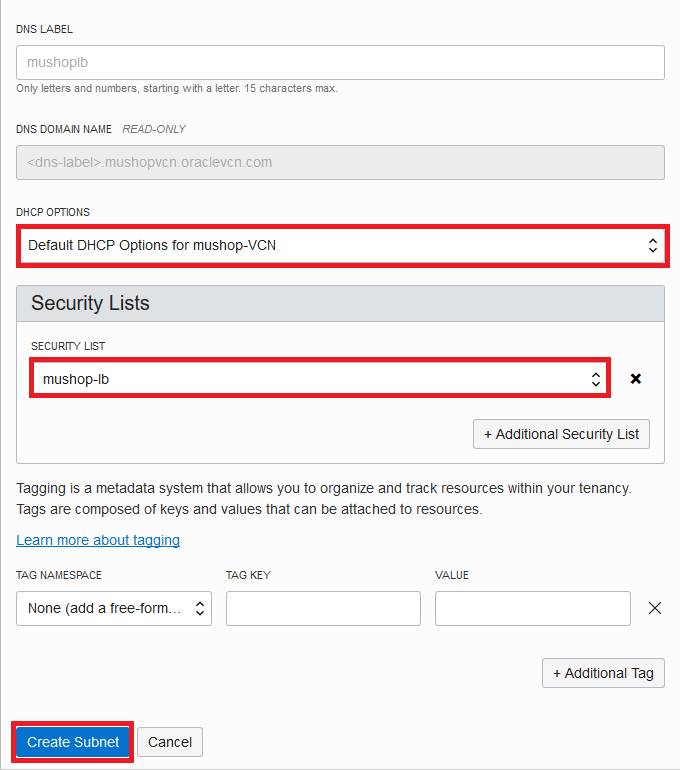 DNS LABEL
mushoplb
Only letters and numbers, starting with a letter. 15 characters max.
DNS DOMAIN NAME READ-ONLY
<dns-label>.mushopvcn.oraclevcn.com
DHCP OPTIONS
Default DHCP Options for mushop-VCN
Security Lists
SECURITY LIST
mushop-lb
+ Additional Security List
Tagging is a metadata system that allows you to organize and track resources within your tenancy.
Tags are composed of keys and values that can be attached to resources.
Learn more about tagging
TAG NAMESPACE TAG KEY VALUE
None (add a free-form...
+ Additional Tag
Create Subnet Cancel